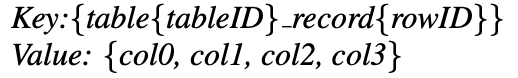 Key:{table{tableID}_record{rowID}}
Value: {col0, col1, col2, col3}